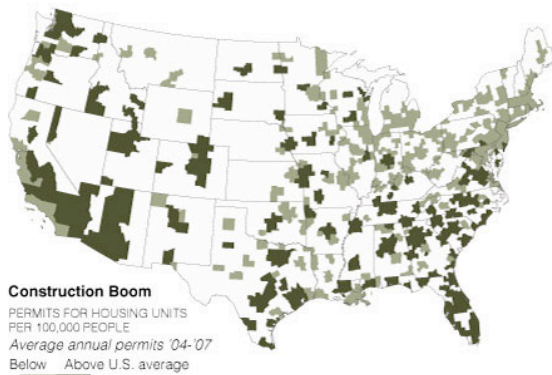 Construction Boom
PERMITS FOR HOUSING UNITS
PER 100,000 PEOPLE
Average annual permits '04-'07
Below Above U.S. average